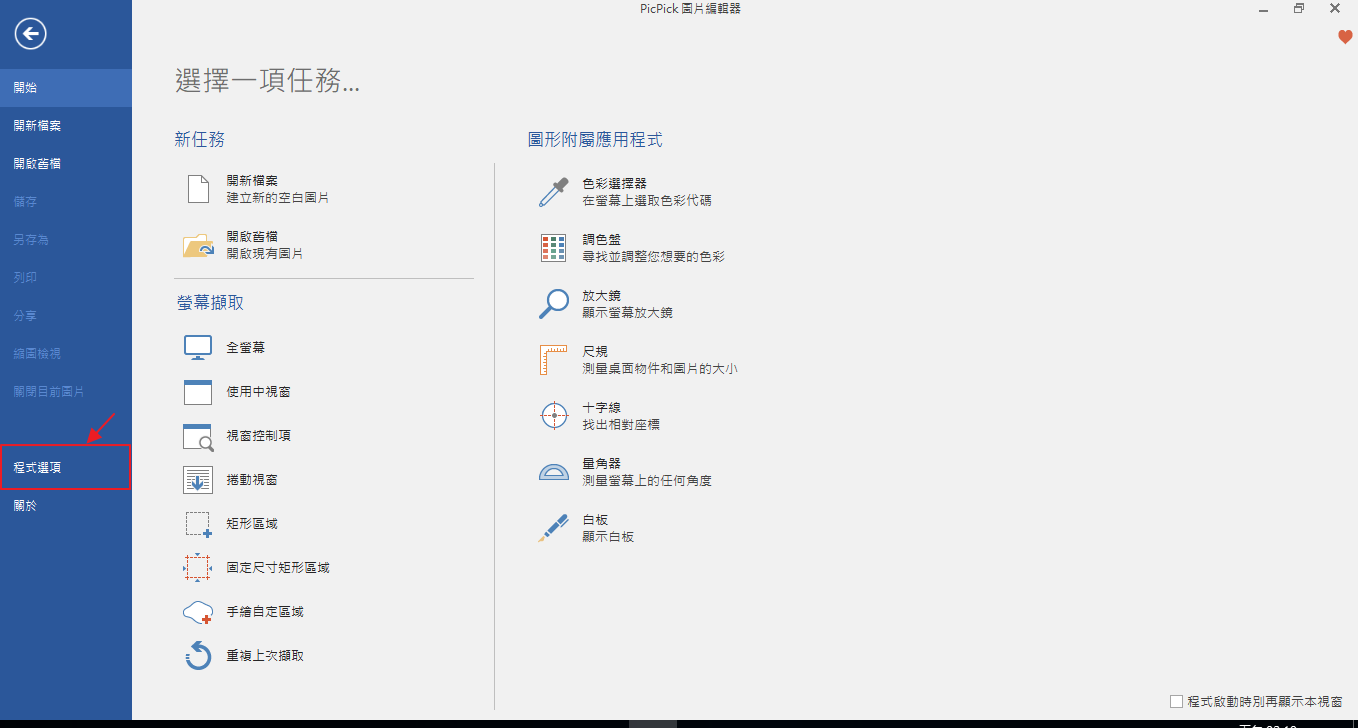 PicPick 圖片編輯器
開始
開新檔案
開啟舊檔
儲存
另存為
列印
分享
縮圖檢視
關閉目前圖片
程式選項
關於
選擇一項任務...
新任務
開新檔案
建立新的空白圖片
開啟舊檔
開啟現有圖片
螢幕擷取
全螢幕
使用中視窗
視窗控制項
捲動視窗
矩形區域
固定尺寸矩形區域
手繪自定區域
重複上次擷取
圖形附屬應用程式
色彩選擇器
在螢幕上選取色彩代碼
調色盤
尋找並調整您想要的色彩
放大鏡
顯示螢幕放大鏡
尺規
測量桌面物件和圖片的大小
十字線
找出相對座標
量角器
測量螢幕上的任何角度
白板
顯示白板
程式啟動時別再顯示本視窗